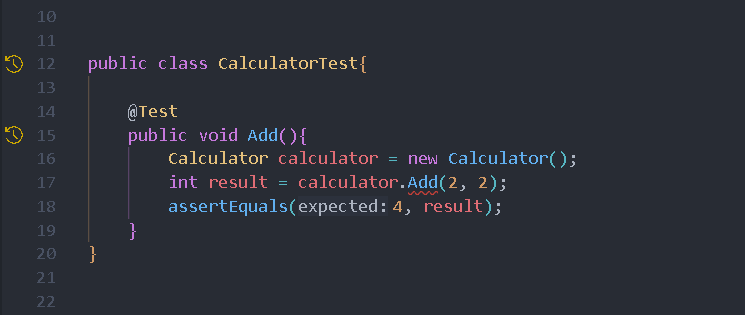 10
11
12 public class CalculatorTest{
13
14 @Test
15 public void Add(){
16 Calculator calculator = new Calculator();
17 int result = calculator.Add(2, 2);
18 assertEquals(expected: 4, result);
19 }
20 }
21
22